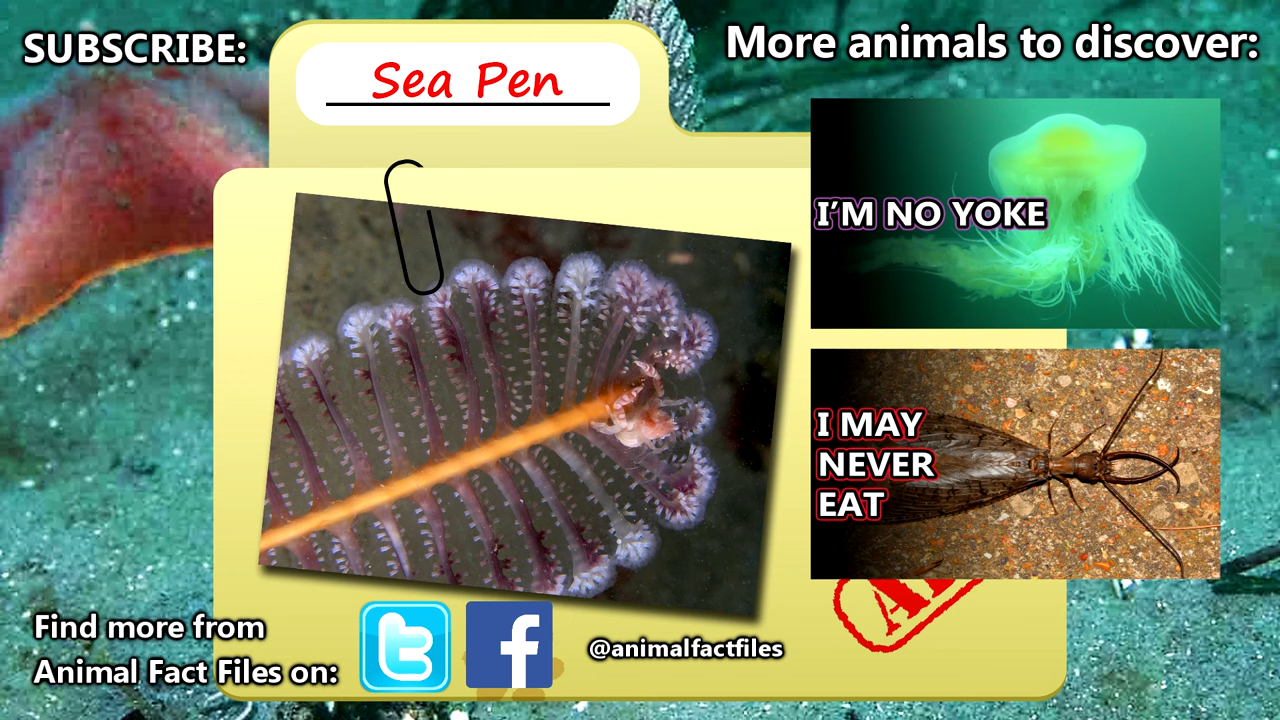 SUBSCRIBE:
Sea Pen
More animals to discover:
I'M NO YOKE
I MAY
NEVER
EAT
Find more from
Animal Fact Files on:
@animalfactfiles